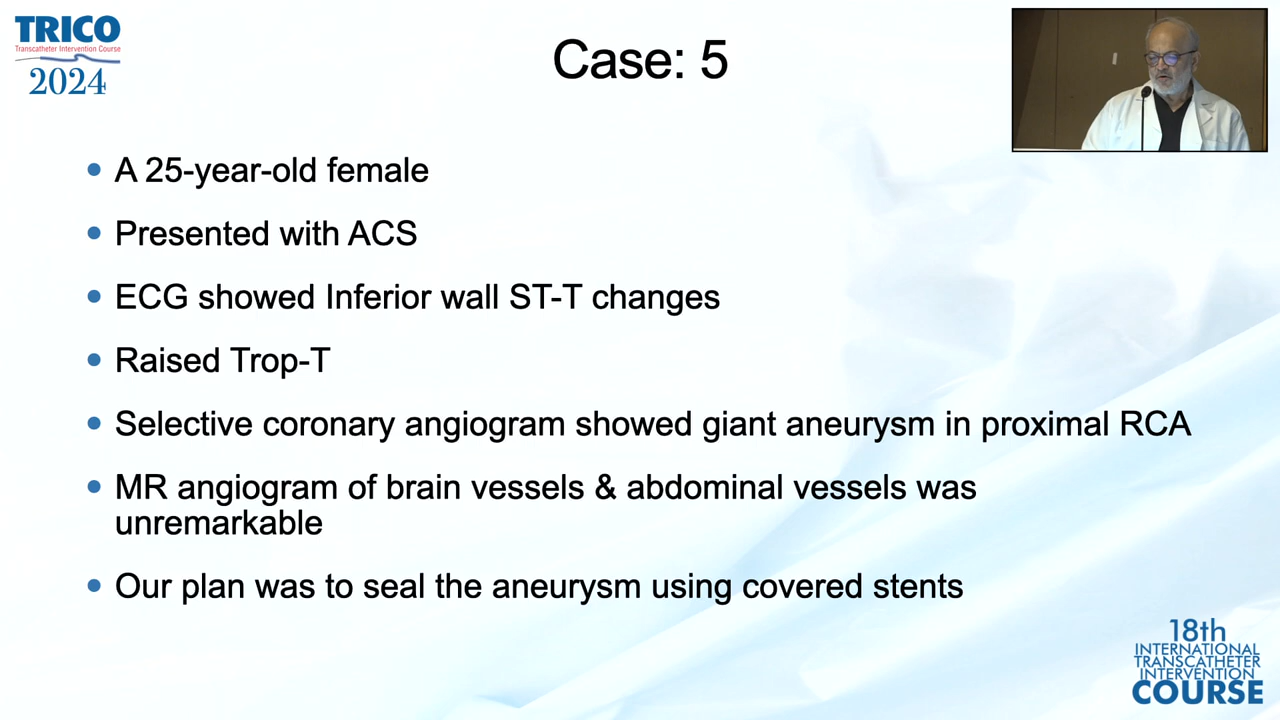 TRICO
Transcatheter Intervention Course
2024
Case: 5
• A 25-year-old female
• Presented with ACS
• ECG showed Inferior wall ST-T changes
• Raised Trop-T
• Selective coronary angiogram showed giant aneurysm in proximal RCA
• MR angiogram of brain vessels & abdominal vessels was
unremarkable
• Our plan was to seal the aneurysm using covered stents
18th
INTERNATIONAL
TRANSCATHETER
INTERVENTION
COURSE